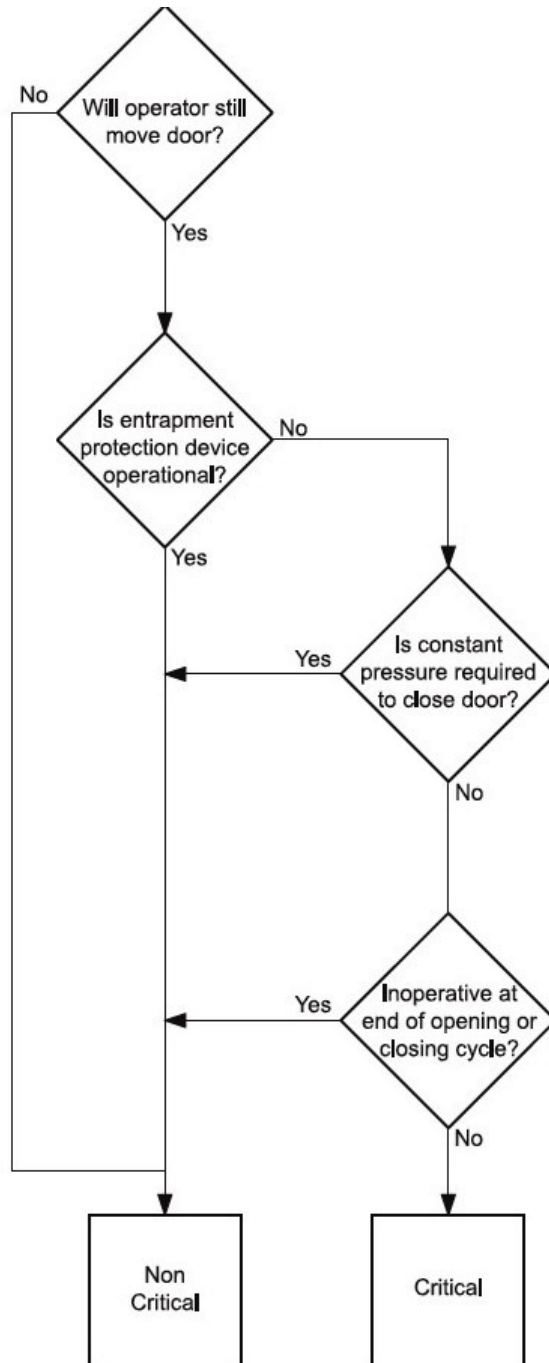 No
Will operator still
move door?
Yes
Is entrapment
protection device
operational?
No
Yes
Is constant
pressure required
to close door?
Yes
No
Inoperative at
end of opening or
closing cycle?
Yes
No
Non
Critical
Critical